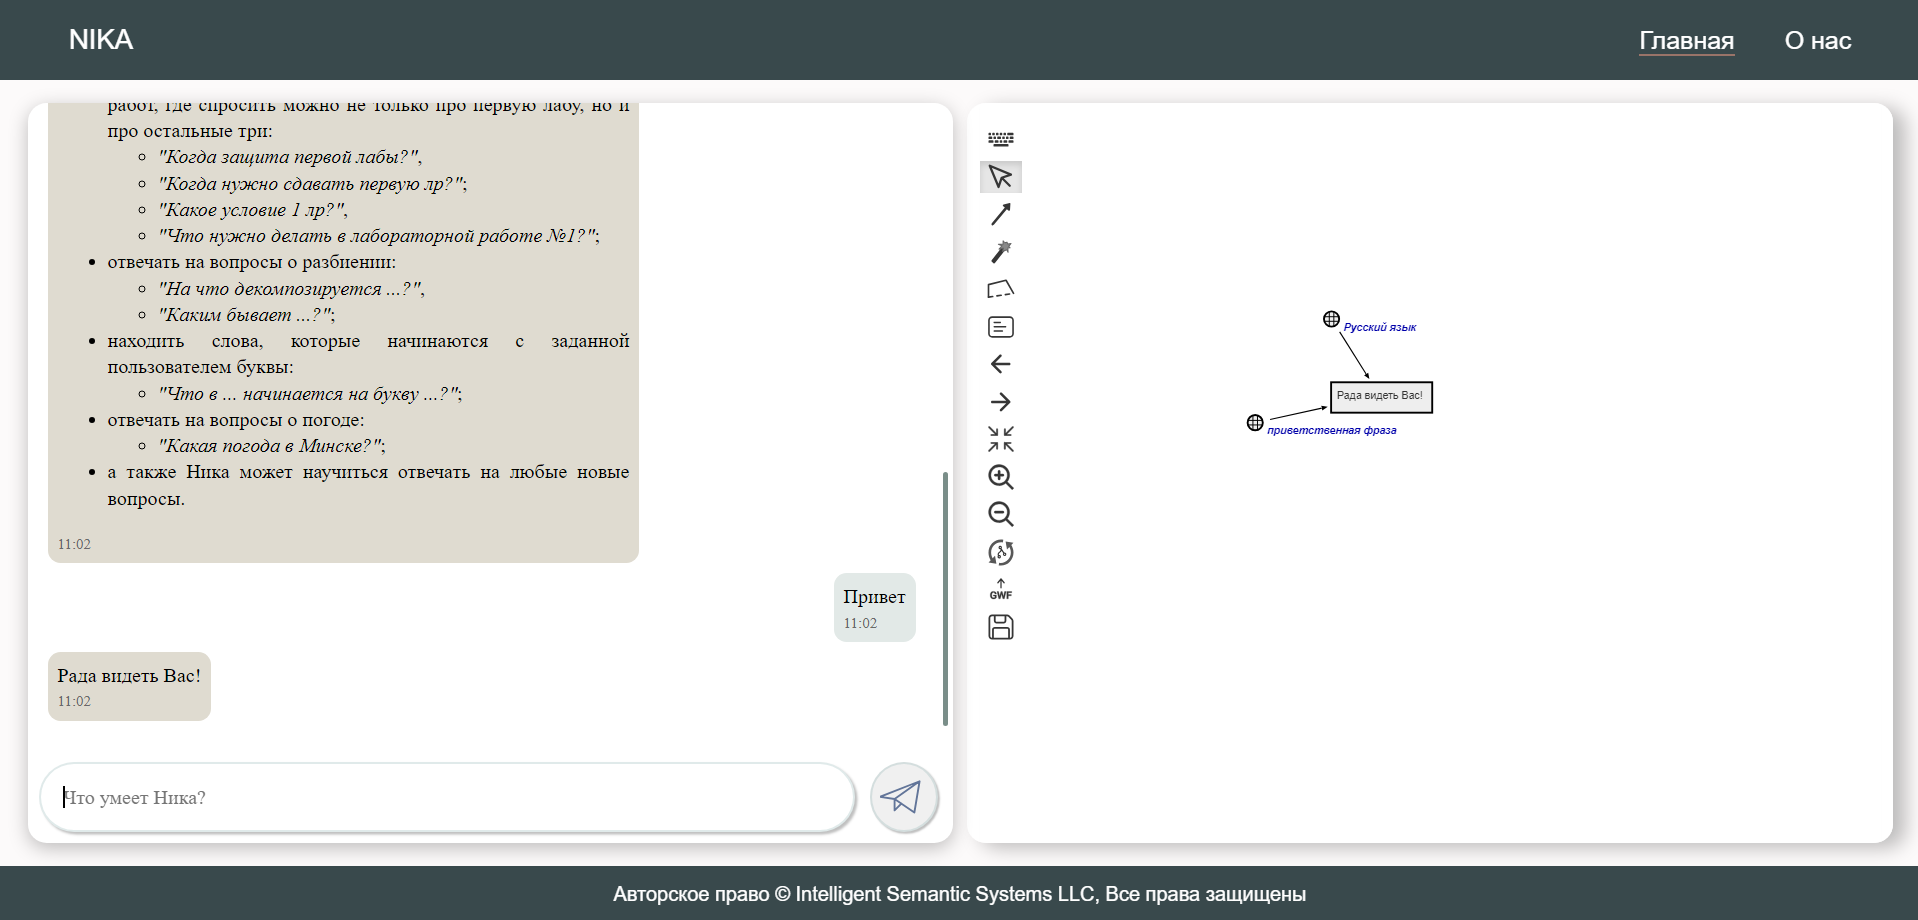 NIKA
Главная
О нас
работ, где спросить можно не только про первую лабу, но и
про остальные три:
"Когда защита первой лабы?",
"Когда нужно сдавать первую лр?";
"Какое условие 1 лр?",
"Что нужно делать в лабораторной работе №1?";
отвечать на вопросы о разбиении:
"На что декомпозируется ...?",
"Каким бывает ...?";
находить слова, которые начинаются с заданной
пользователем буквы:
"Что в ... начинается на букву ...?";
отвечать на вопросы о погоде:
"Какая погода в Минске?";
а также Ника может научиться отвечать на любые новые
вопросы.
11:02
Привет
11:02
Рада видеть Вас!
11:02
Что умеет Ника?
GWF
Русский язык
Рада видеть Вас!
приветственная фраза
Авторское право © Intelligent Semantic Systems LLC, Все права защищены